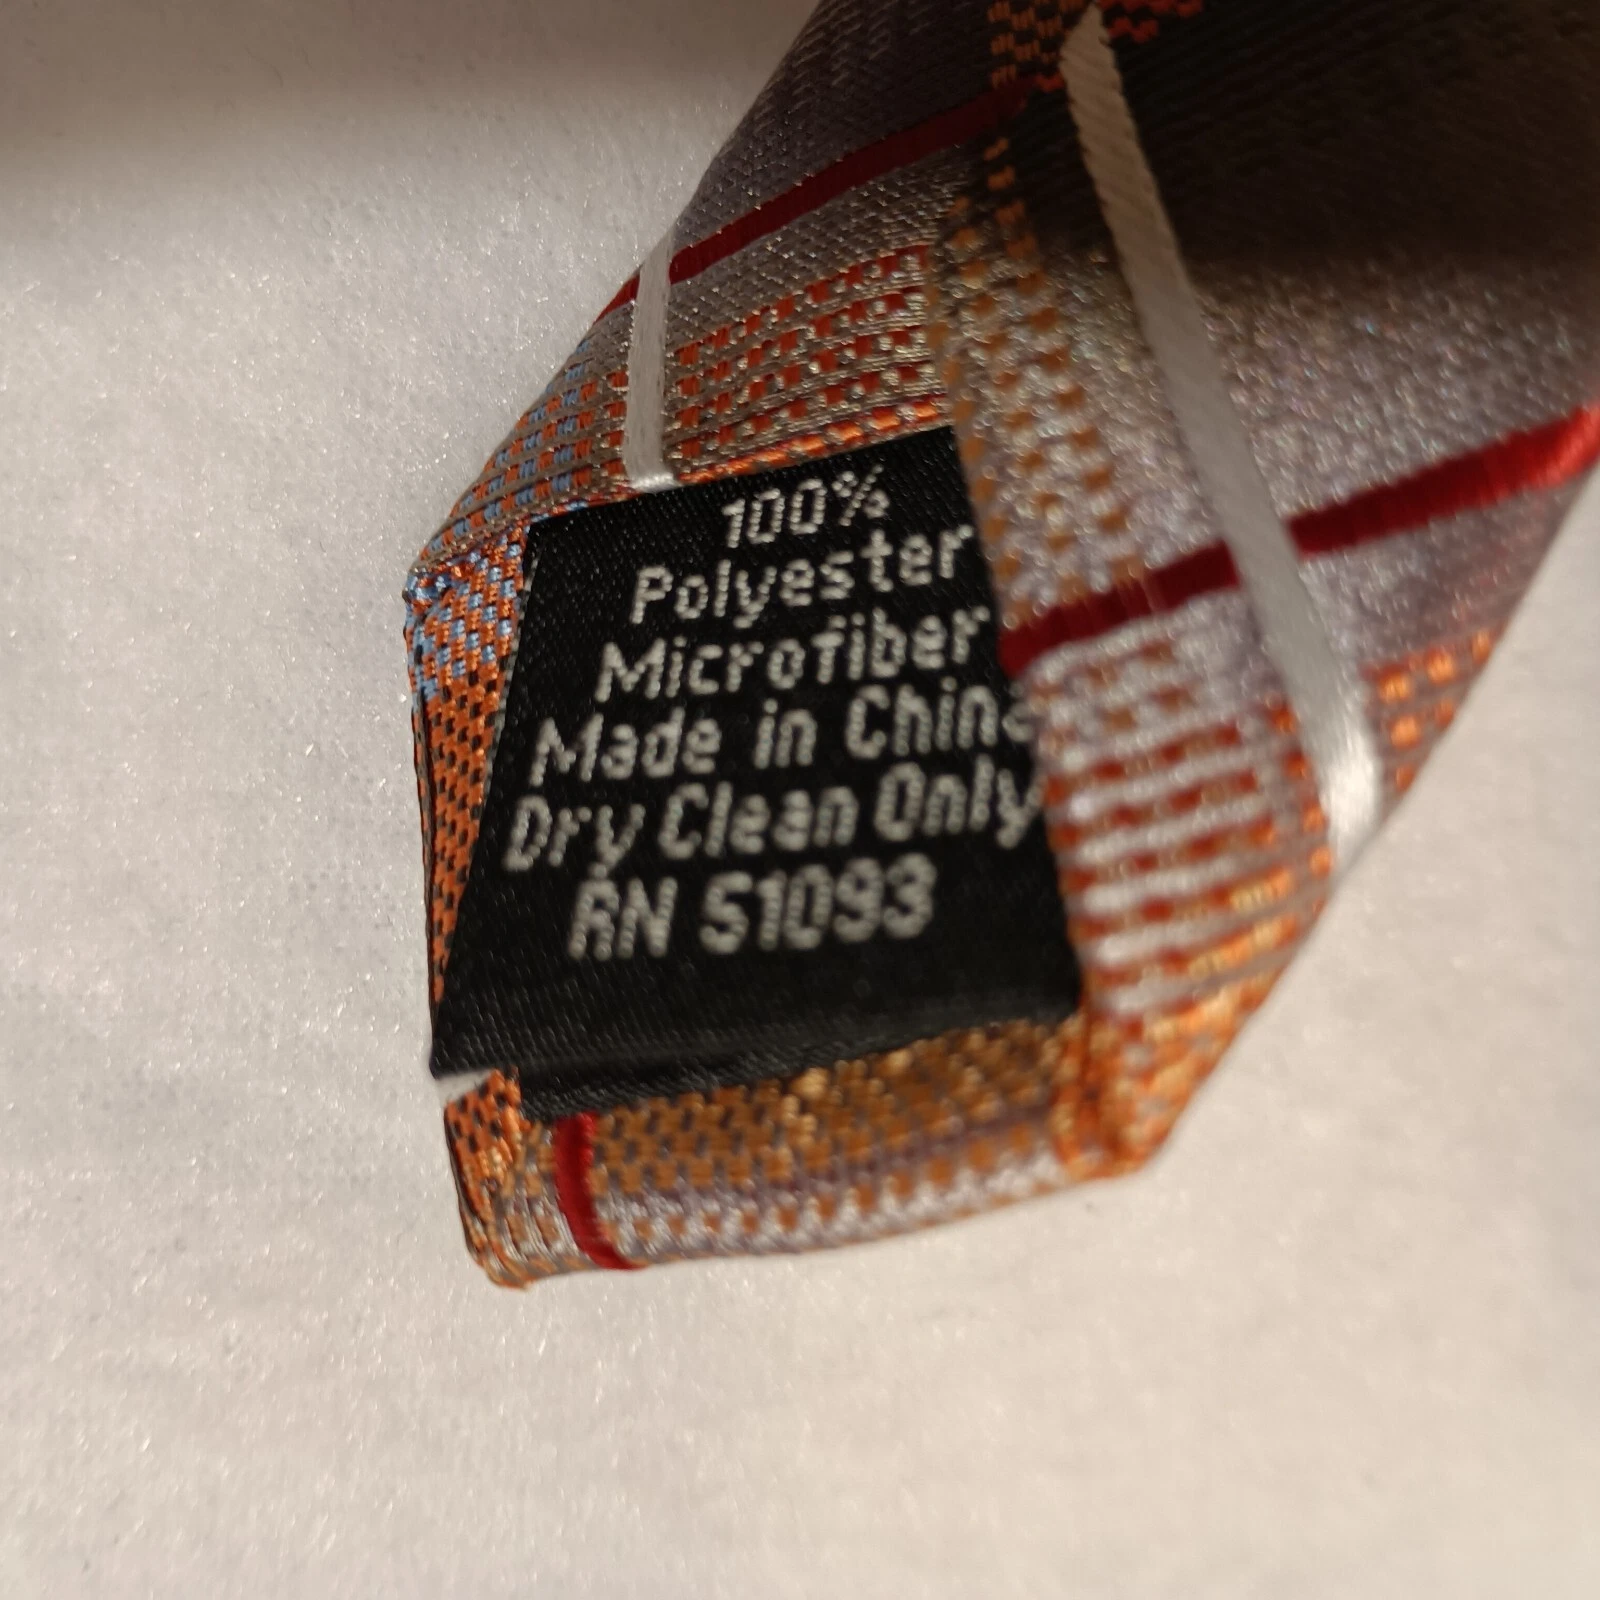 100%
Polyester
Microfiber
Made in China
Dry Clean Only
RN 51093